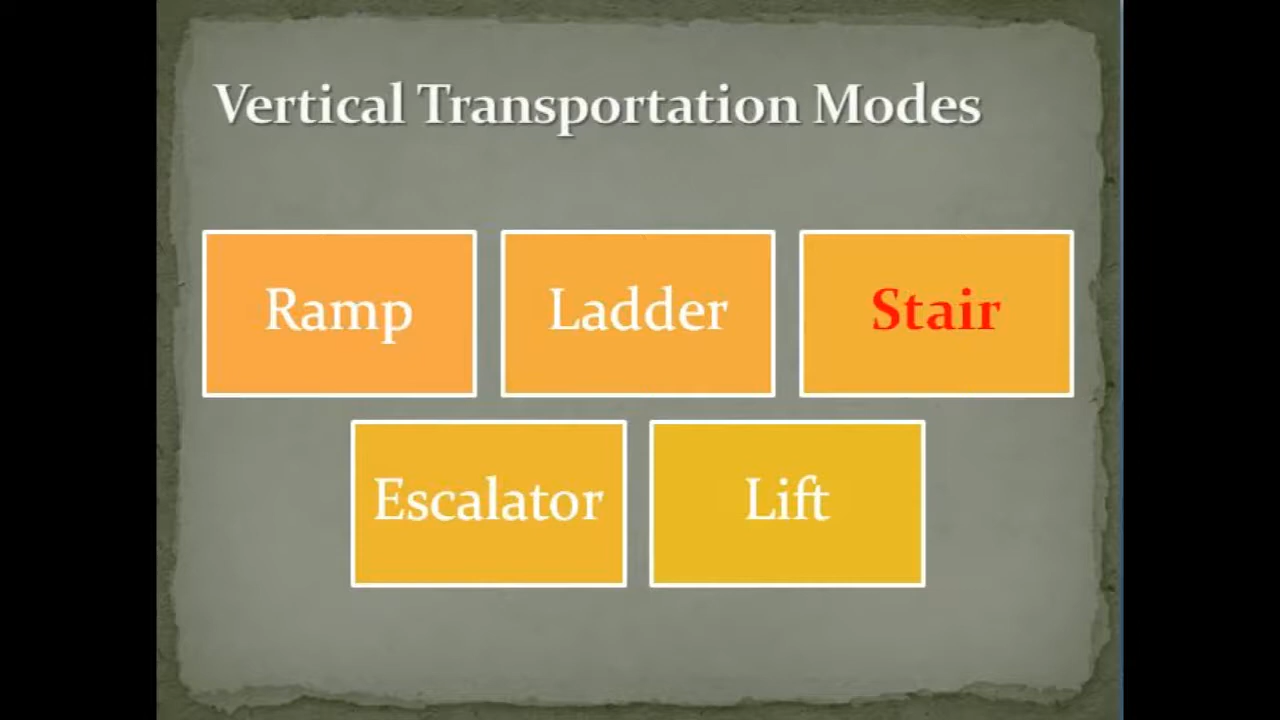 Vertical Transportation Modes
Ramp
Ladder
Stair
Escalator
Lift